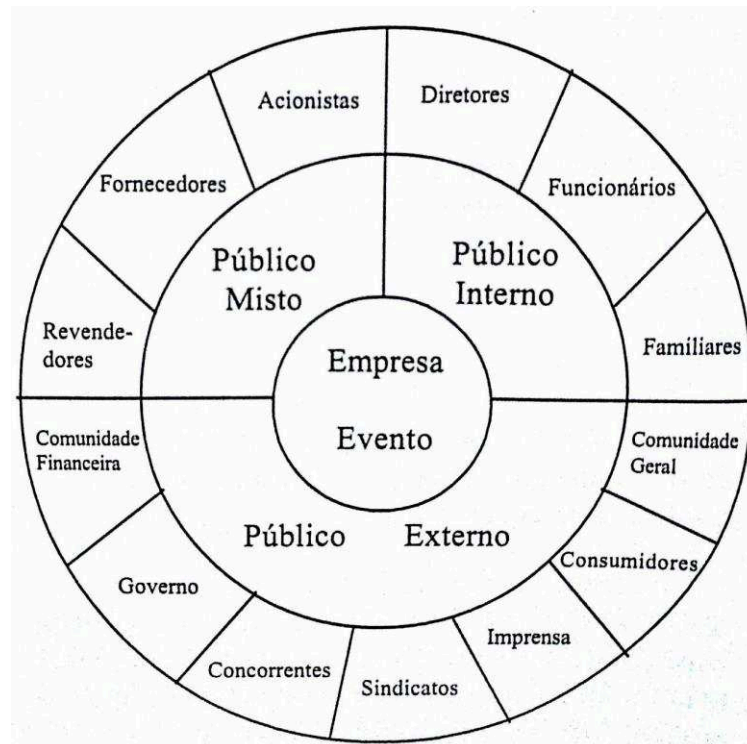 Acionistas
Diretores
Fornecedores
Funcionários
Público
Misto
Público
Interno
Revende-
dores
Familiares
Empresa
Evento
Comunidade
Financeira
Comunidade
Geral
Público Externo
Consumidores
Governo
Imprensa
Concorrentes
Sindicatos